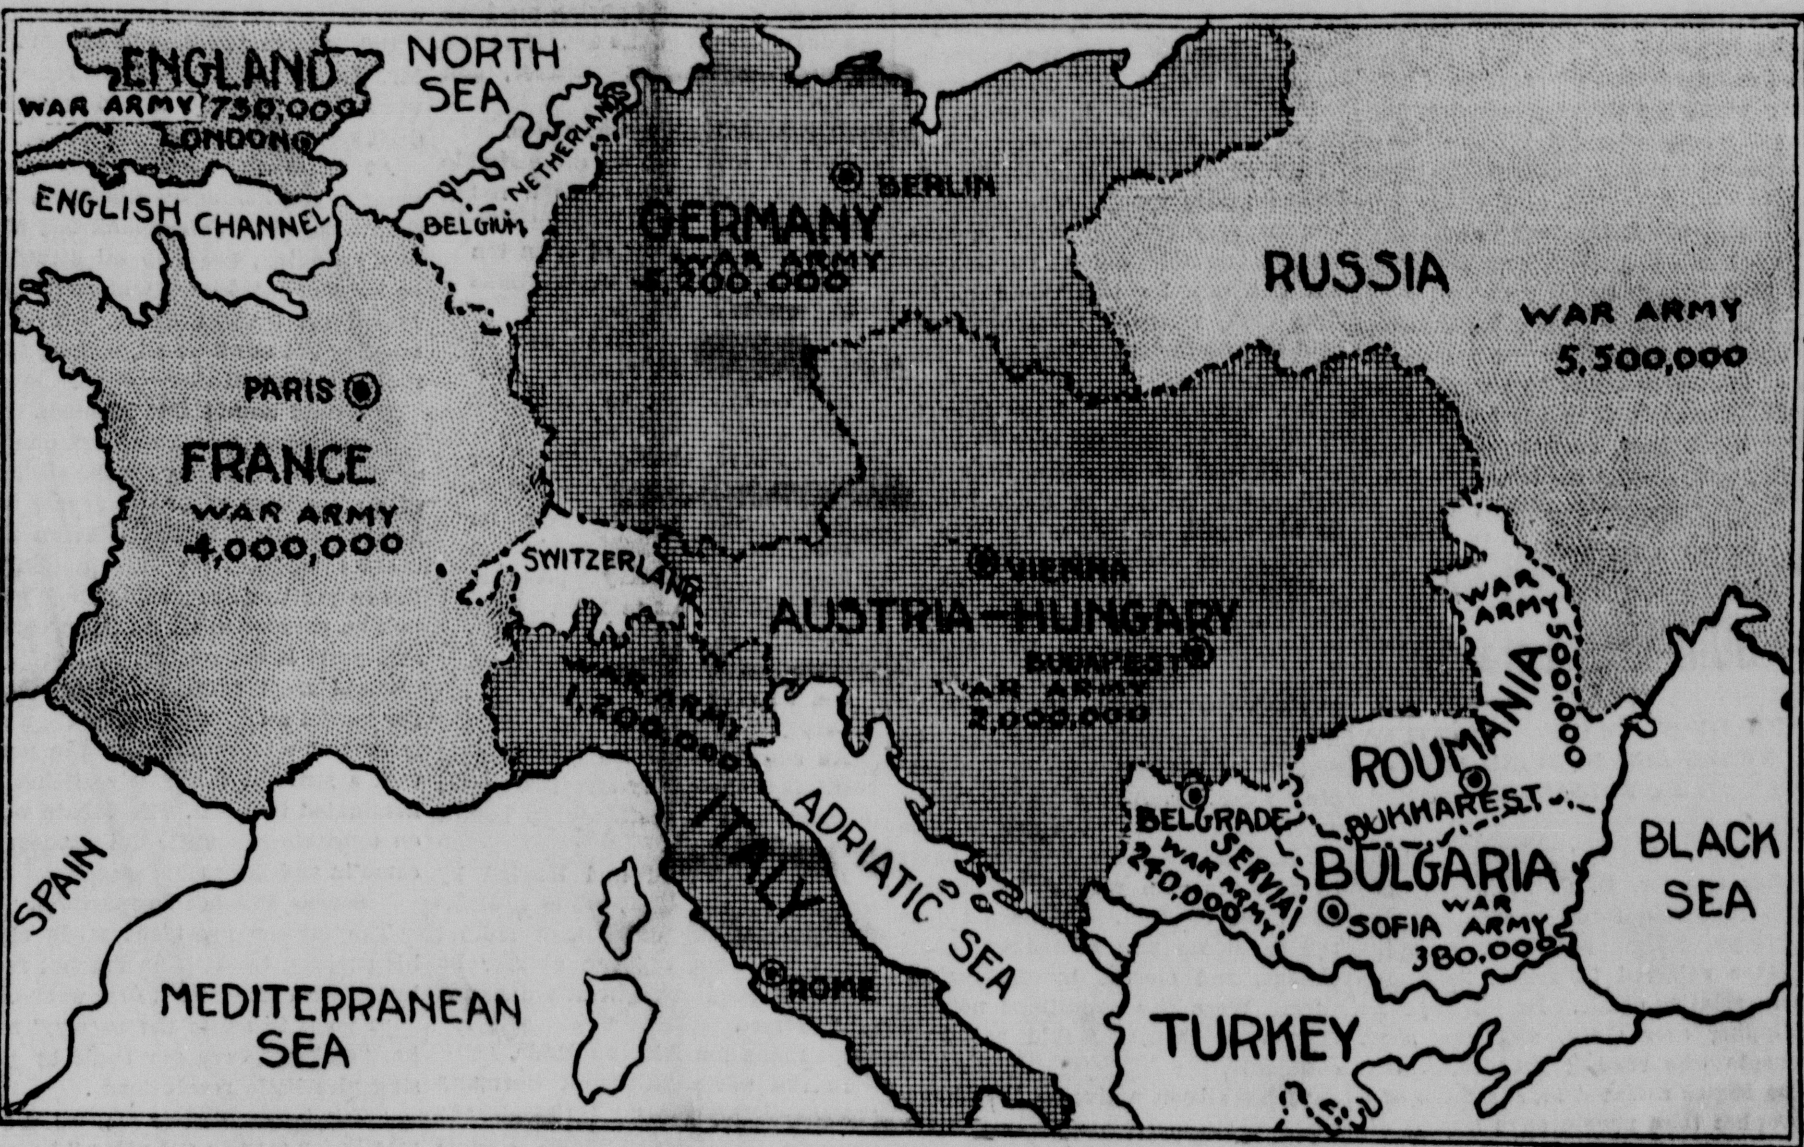 ENGLAND
WAR ARMY 750,000
LONDON
NORTH
SEA
ENGLISH CHANNEL
NETHERLANDS
BELGIUM
BERLIN
GERMANY
WAR ARMY
5,200,000
RUSSIA
WAR ARMY
5,500,000
PARIS
FRANCE
WAR ARMY
4,000,000
SWITZERLAND
VIENNA
AUSTRIA-HUNGARY
BUDAPEST
WAR ARMY
2,000,000
WAR
ARMY
500,000
ROUMANIA
BUKHAREST
WAR ARMY
1,200,000
ITALY
ROME
ADRIATIC SEA
BELGRADE
SERVIA
WAR ARMY
240,000
BULGARIA
SOFIA
WAR
ARMY
380,000
BLACK
SEA
SPAIN
MEDITERRANEAN
SEA
TURKEY